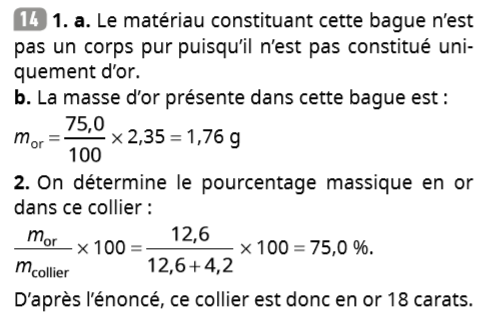 14 1. a. Le matériau constituant cette bague n'est
pas un corps pur puisqu'il n'est pas constitué uni-
quement d'or.
b. La masse d'or présente dans cette bague est :
m_or = 75,0/100 × 2,35 = 1,76 g
2. On détermine le pourcentage massique en or
dans ce collier :
m_or/m_collier × 100 = 12,6/(12,6 + 4,2) × 100 = 75,0 %.
D'après l'énoncé, ce collier est donc en or 18 carats.